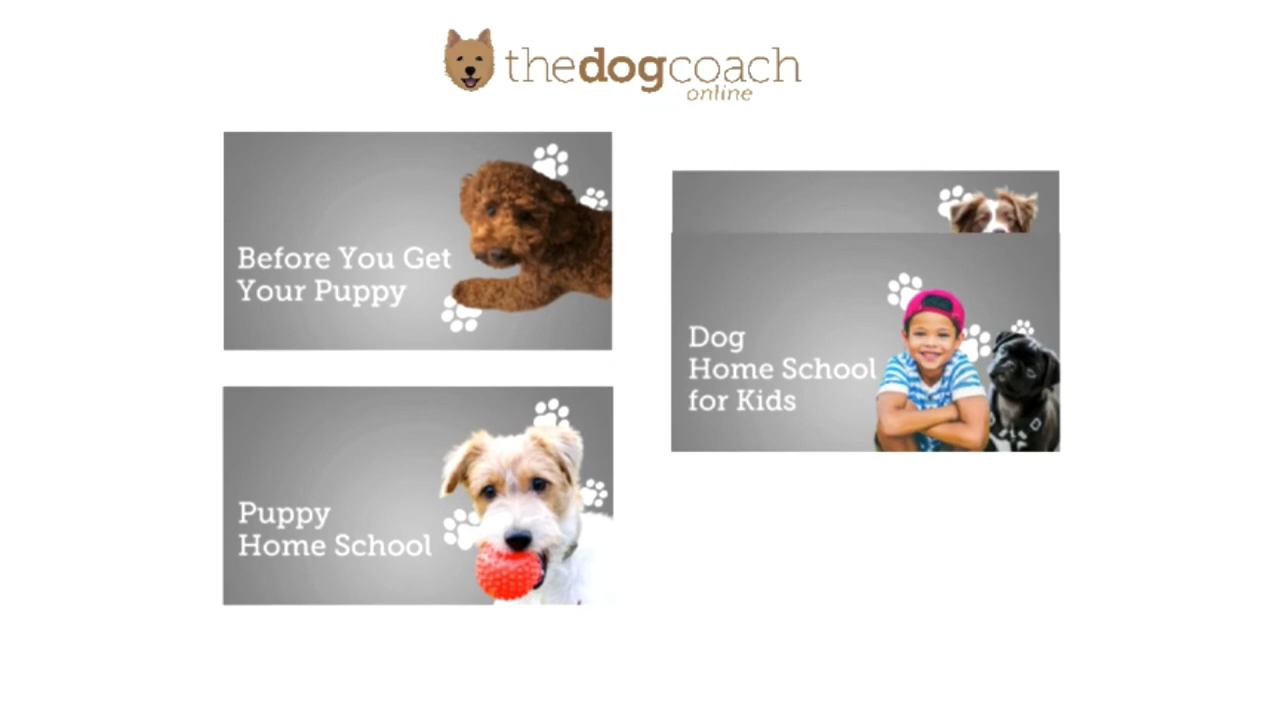 thedogcoach
online
Before You Get
Your Puppy
Dog
Home School
for Kids
Puppy
Home School